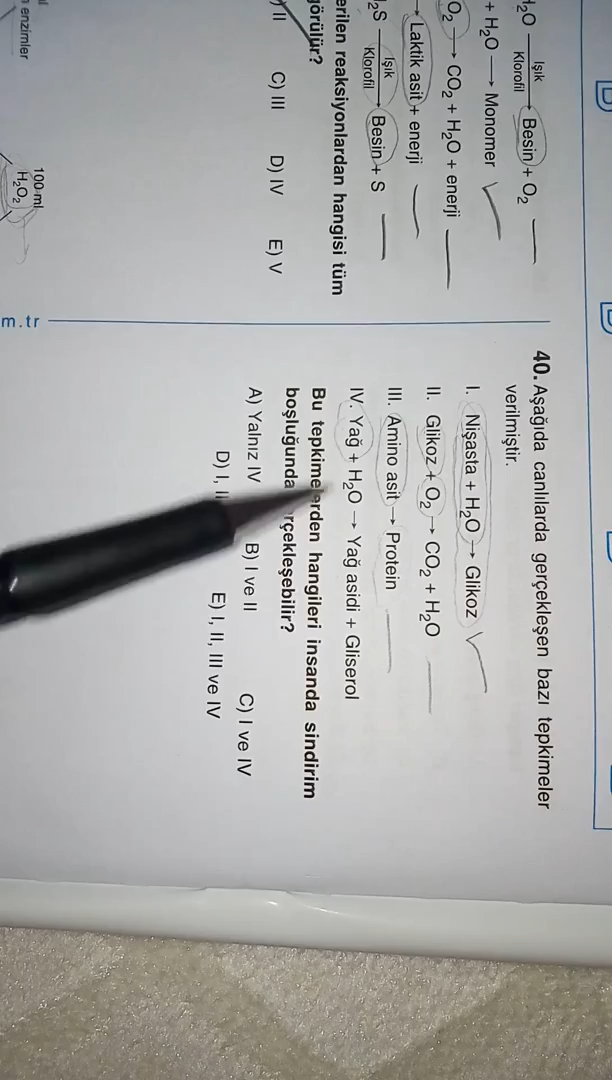 H₂O Işık Klorofil → Besin + O₂
+ H₂O → Monomer
O₂ → CO₂ + H₂O + enerji
→ Laktik asit + enerji
₂S Işık Klorofil → Besin + S
erilen reaksiyonlardan hangisi tüm
görülür?
II C) III D) IV E) V
enzimler
100 ml
H₂O₂
m.tr
40. Aşağıda canlılarda gerçekleşen bazı tepkimeler
verilmiştir.
I. Nişasta + H₂O → Glikoz
II. Glikoz + O₂ → CO₂ + H₂O
III. Amino asit → Protein
IV. Yağ + H₂O → Yağ asidi + Gliserol
Bu tepkimelerden hangileri insanda sindirim
boşluğunda rçekleşebilir?
A) Yalnız IV B) I ve II C) I ve IV
D) I, II E) I, II, III ve IV